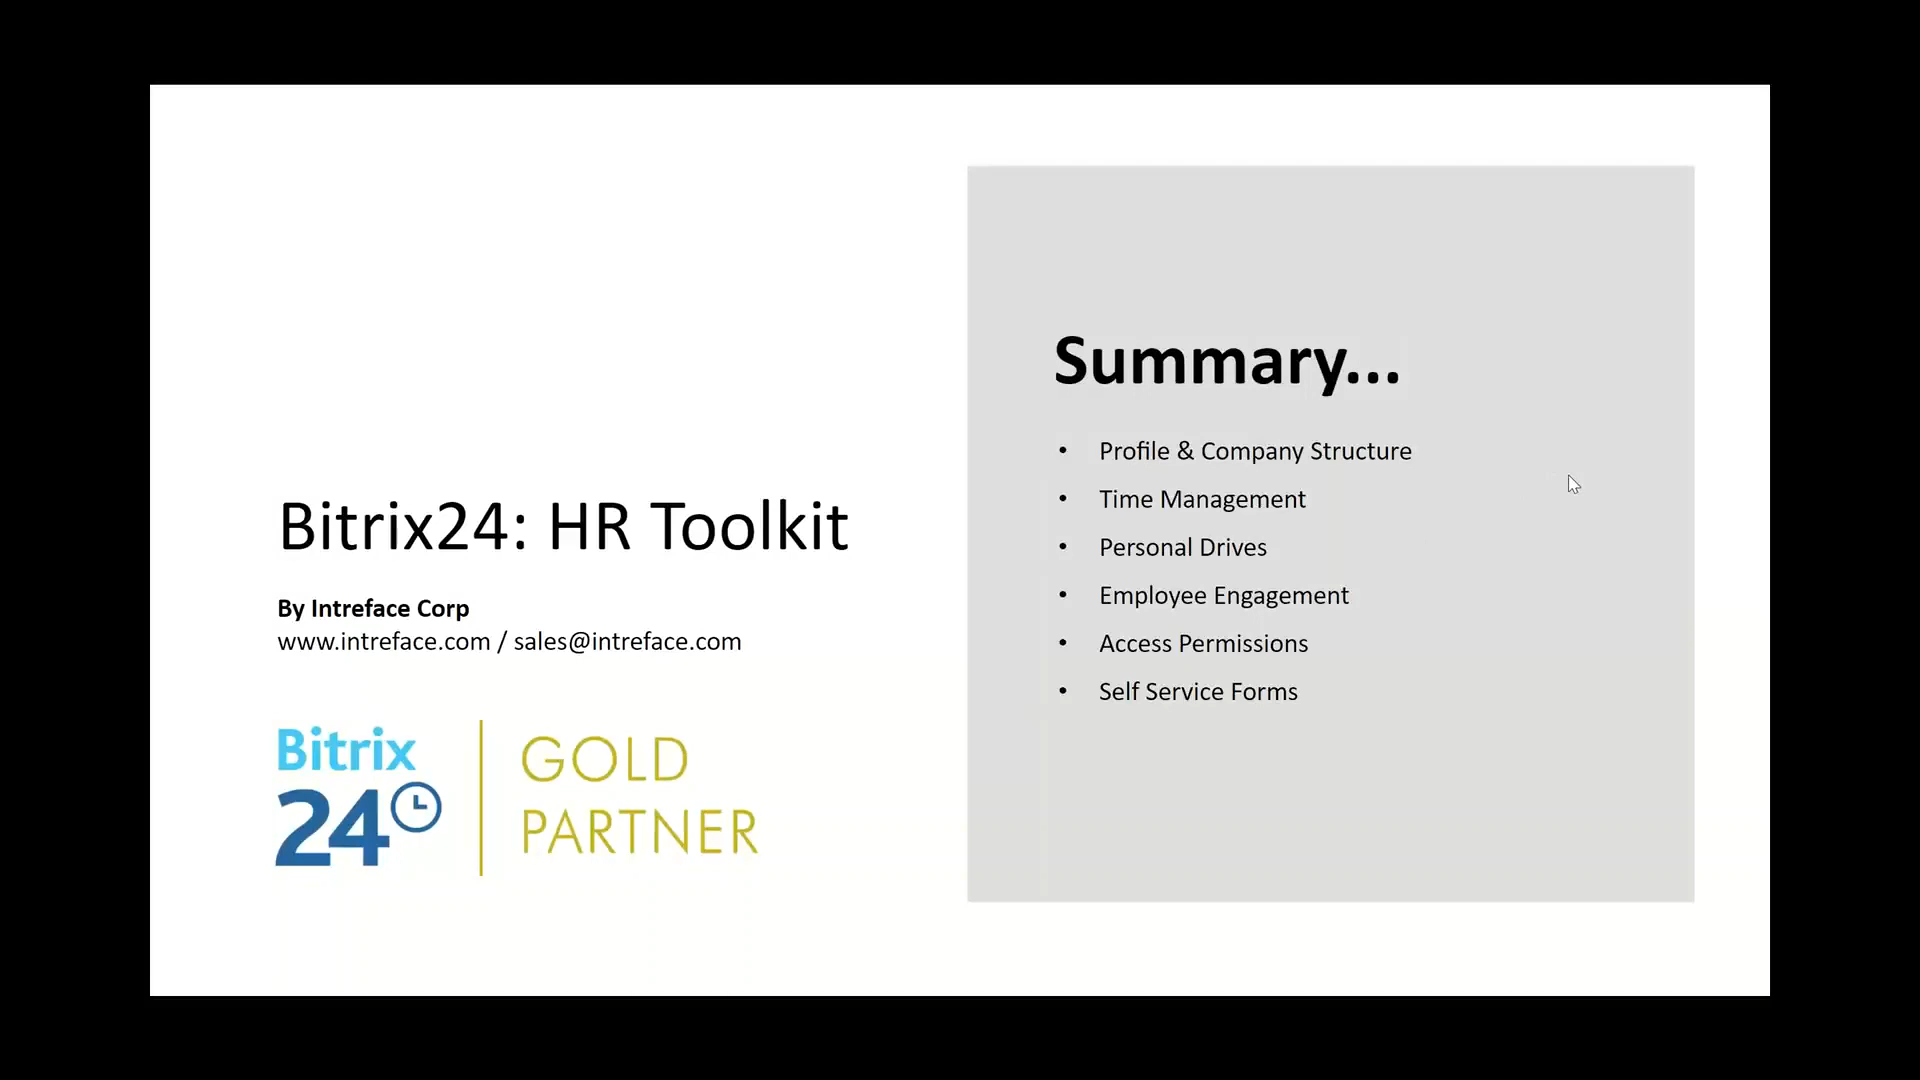 Bitrix24: HR Toolkit
By Intreface Corp
www.intreface.com / sales@intreface.com
Bitrix
24
GOLD
PARTNER
Summary...
• Profile & Company Structure
• Time Management
• Personal Drives
• Employee Engagement
• Access Permissions
• Self Service Forms